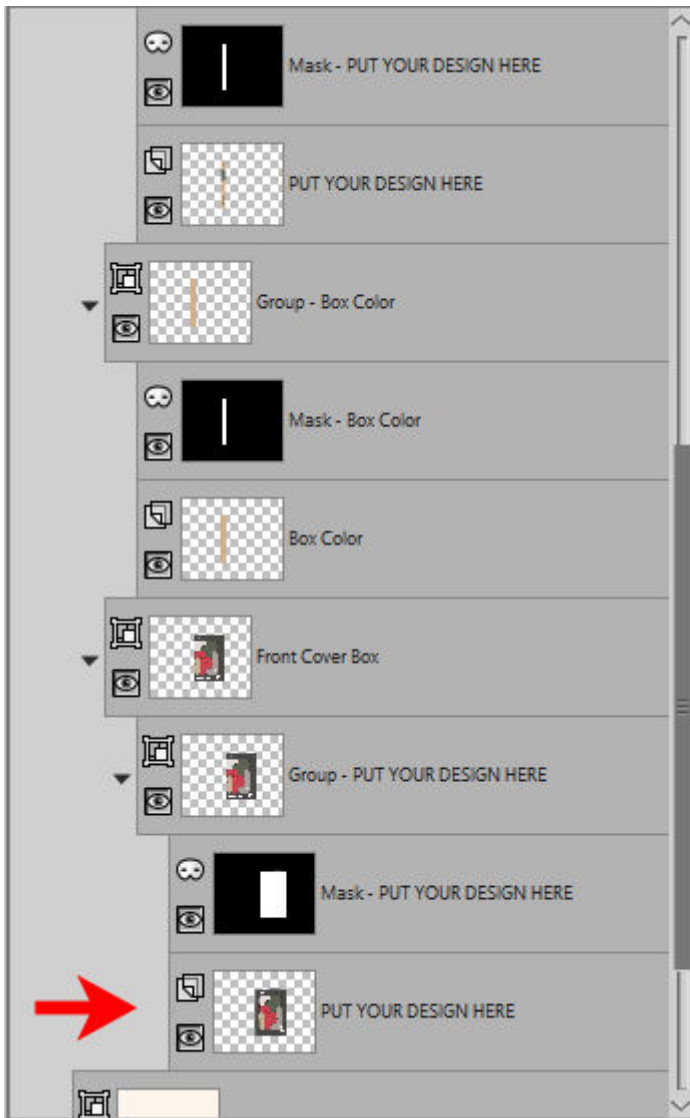 Mask - PUT YOUR DESIGN HERE
PUT YOUR DESIGN HERE
Group - Box Color
Mask - Box Color
Box Color
Front Cover Box
Group - PUT YOUR DESIGN HERE
Mask - PUT YOUR DESIGN HERE
PUT YOUR DESIGN HERE